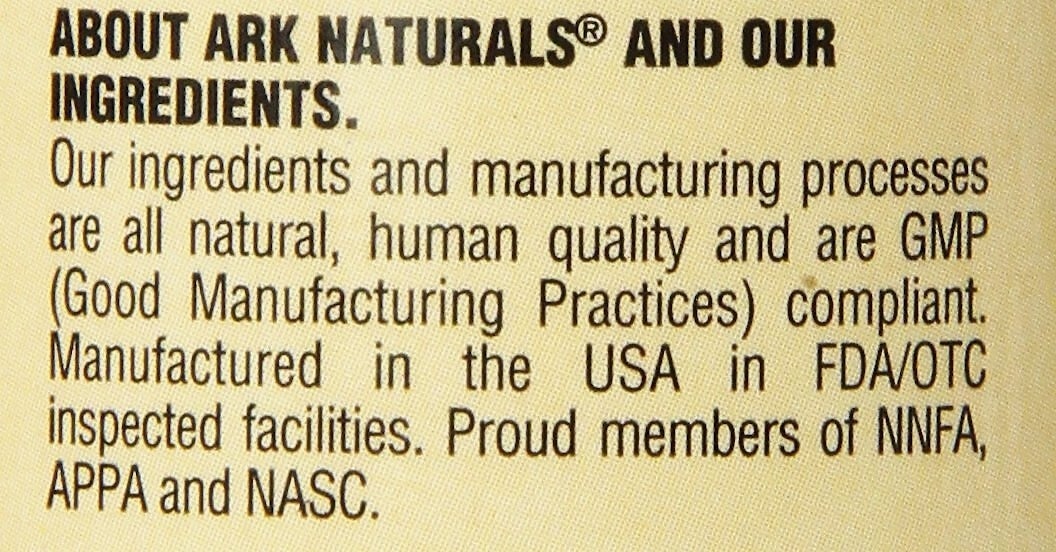 ABOUT ARK NATURALS® AND OUR
INGREDIENTS.
Our ingredients and manufacturing processes
are all natural, human quality and are GMP
(Good Manufacturing Practices) compliant.
Manufactured in the USA in FDA/OTC
inspected facilities. Proud members of NNFA,
APPA and NASC.